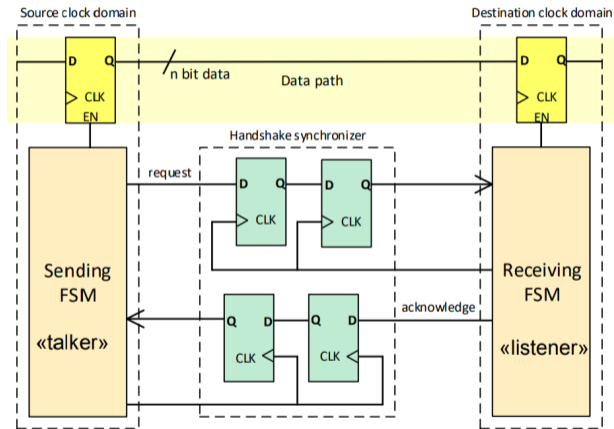 Source clock domain
Destination clock domain
D Q
n bit data
Data path
D Q
CLK
EN
CLK
EN
Handshake synchronizer
request
D Q
D Q
CLK
CLK
Sending
FSM
«talker»
Receiving
FSM
«listener»
acknowledge
Q D
Q D
CLK
CLK